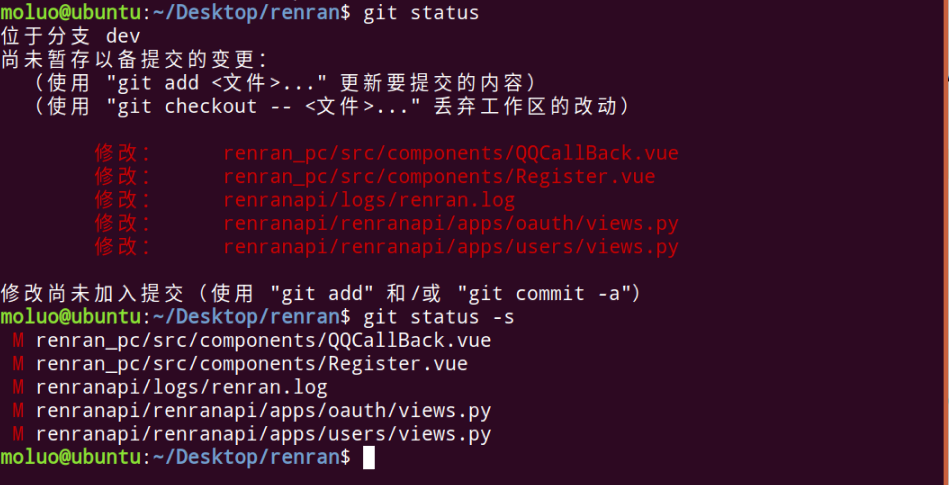 moluo@ubuntu:~/Desktop/renran$ git status
位于分支 dev
尚未暂存以备提交的变更：
  （使用 "git add <文件>..." 更新要提交的内容）
  （使用 "git checkout -- <文件>..." 丢弃工作区的改动）
        修改：     renran_pc/src/components/QQCallBack.vue
        修改：     renran_pc/src/components/Register.vue
        修改：     renranapi/logs/renran.log
        修改：     renranapi/renranapi/apps/oauth/views.py
        修改：     renranapi/renranapi/apps/users/views.py
修改尚未加入提交（使用 "git add" 和/或 "git commit -a"）
moluo@ubuntu:~/Desktop/renran$ git status -s
 M renran_pc/src/components/QQCallBack.vue
 M renran_pc/src/components/Register.vue
 M renranapi/logs/renran.log
 M renranapi/renranapi/apps/oauth/views.py
 M renranapi/renranapi/apps/users/views.py
moluo@ubuntu:~/Desktop/renran$